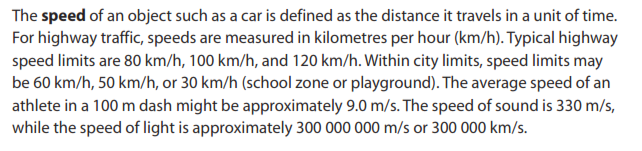 The speed of an object such as a car is defined as the distance it travels in a unit of time.
For highway traffic, speeds are measured in kilometres per hour (km/h). Typical highway
speed limits are 80 km/h, 100 km/h, and 120 km/h. Within city limits, speed limits may
be 60 km/h, 50 km/h, or 30 km/h (school zone or playground). The average speed of an
athlete in a 100 m dash might be approximately 9.0 m/s. The speed of sound is 330 m/s,
while the speed of light is approximately 300 000 000 m/s or 300 000 km/s.